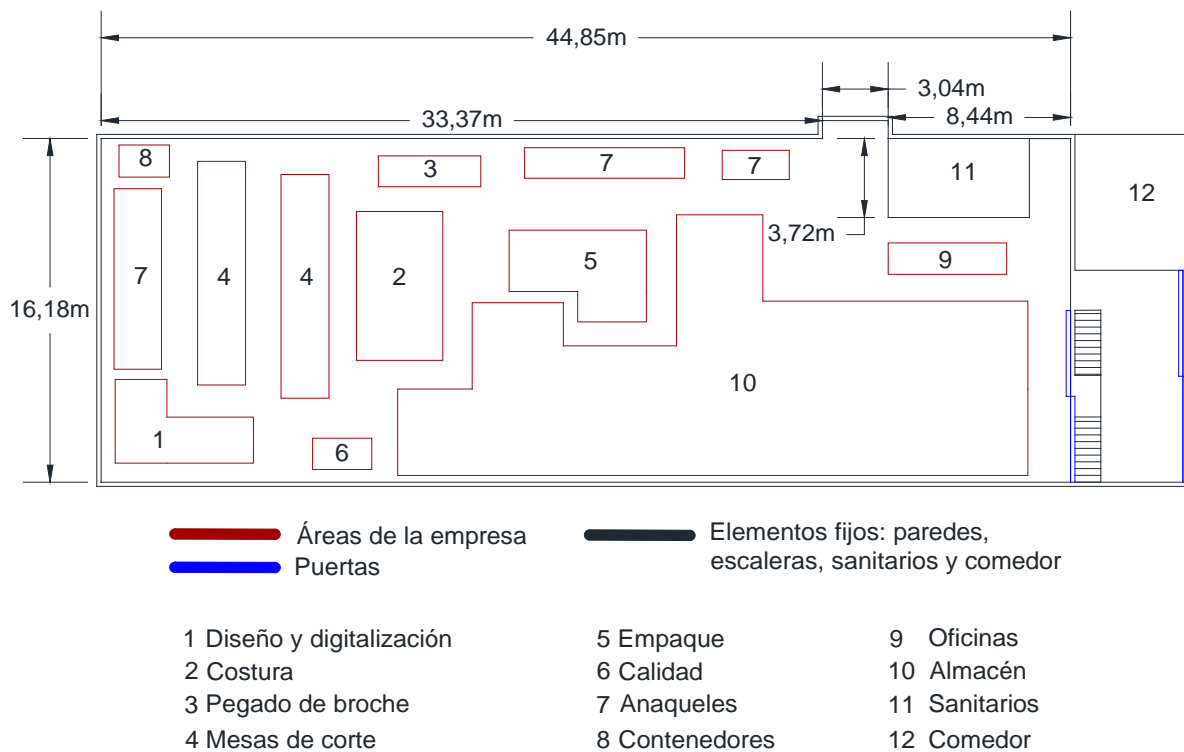 44,85m
3,04m
33,37m
8,44m
8
3
7
7
11
12
3,72m
7
4
4
2
5
9
16,18m
10
1
6
Áreas de la empresa
Puertas
Elementos fijos: paredes,
escaleras, sanitarios y comedor
1 Diseño y digitalización
2 Costura
3 Pegado de broche
4 Mesas de corte
5 Empaque
6 Calidad
7 Anaqueles
8 Contenedores
9 Oficinas
10 Almacén
11 Sanitarios
12 Comedor